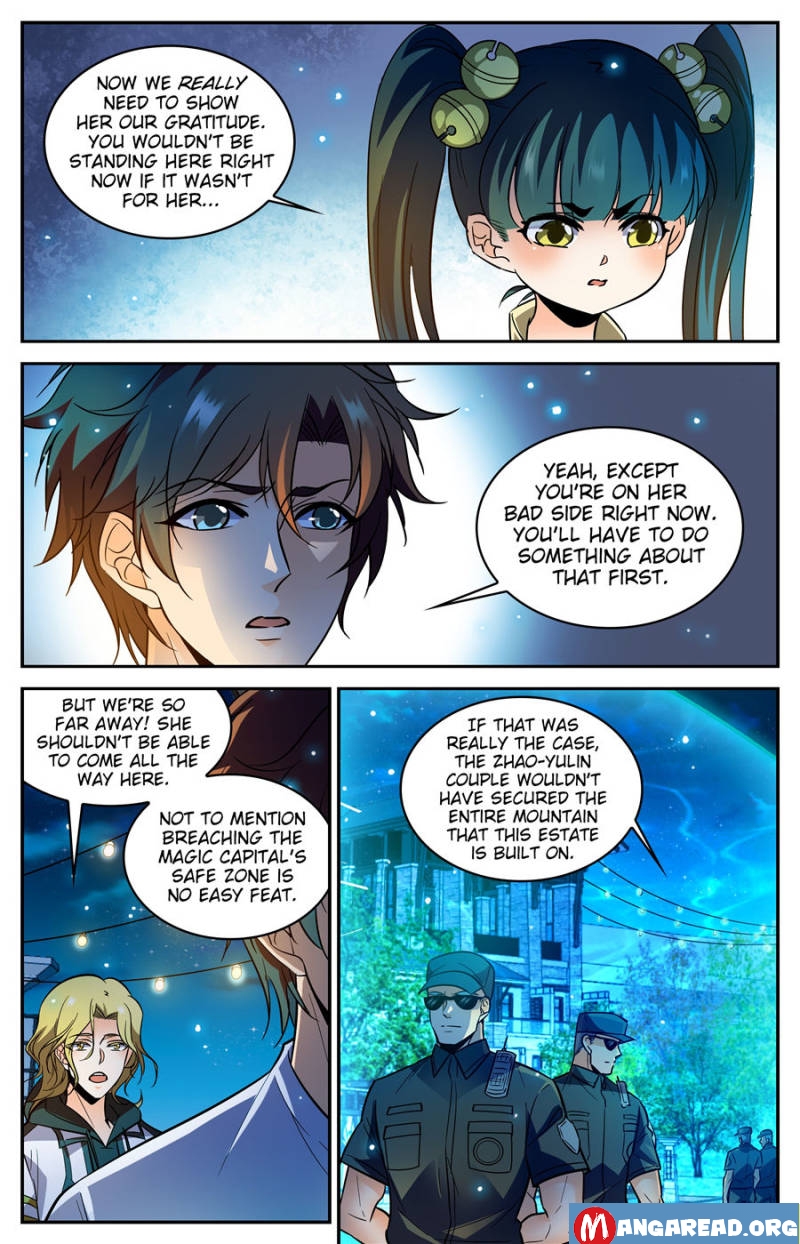 NOW WE REALLY
NEED TO SHOW
HER OUR GRATITUDE.
YOU WOULDN'T BE
STANDING HERE RIGHT
NOW IF IT WASN'T
FOR HER...
YEAH, EXCEPT
YOU'RE ON HER
BAD SIDE RIGHT NOW.
YOU'LL HAVE TO DO
SOMETHING ABOUT
THAT FIRST.
BUT WE'RE SO
FAR AWAY! SHE
SHOULDN'T BE ABLE
TO COME ALL THE
WAY HERE.
NOT TO MENTION
BREACHING THE
MAGIC CAPITAL'S
SAFE ZONE IS
NO EASY FEAT.
IF THAT WAS
REALLY THE CASE,
THE ZHAO-YULIN
COUPLE WOULDN'T
HAVE SECURED THE
ENTIRE MOUNTAIN
THAT THIS ESTATE
IS BUILT ON.
M MANGAREAD.ORG